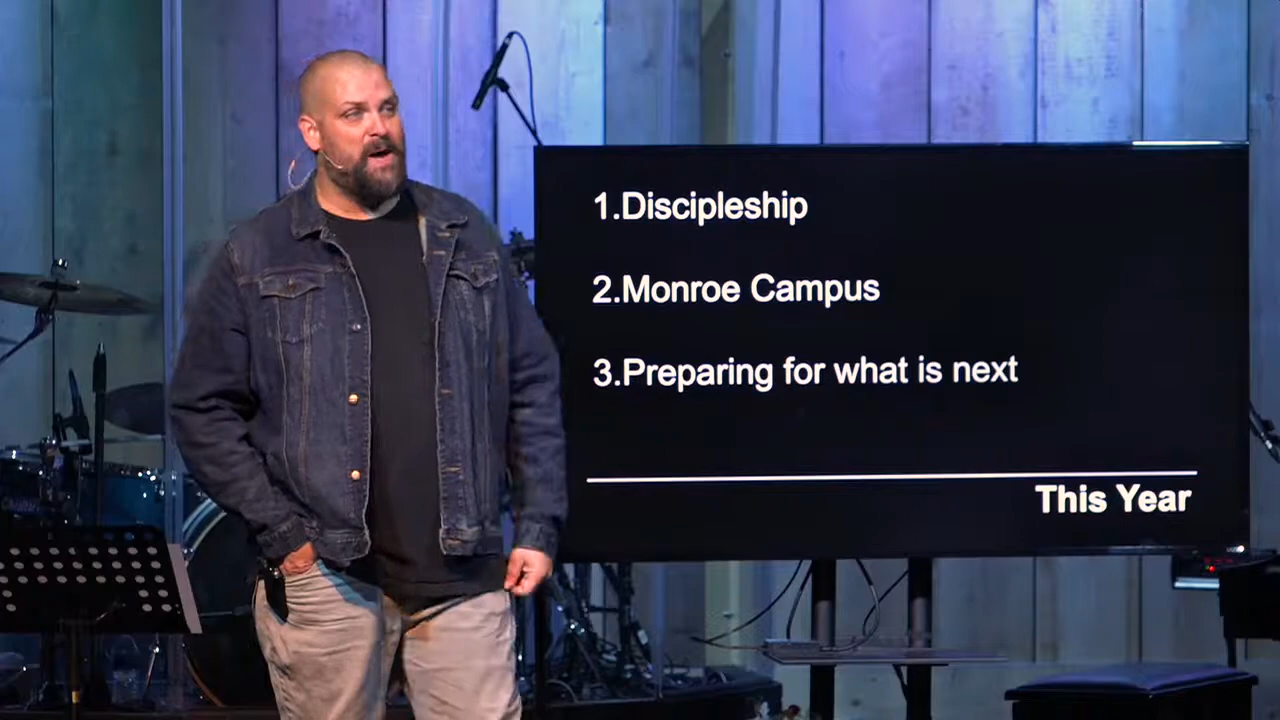 1.Discipleship
2.Monroe Campus
3.Preparing for what is next
This Year